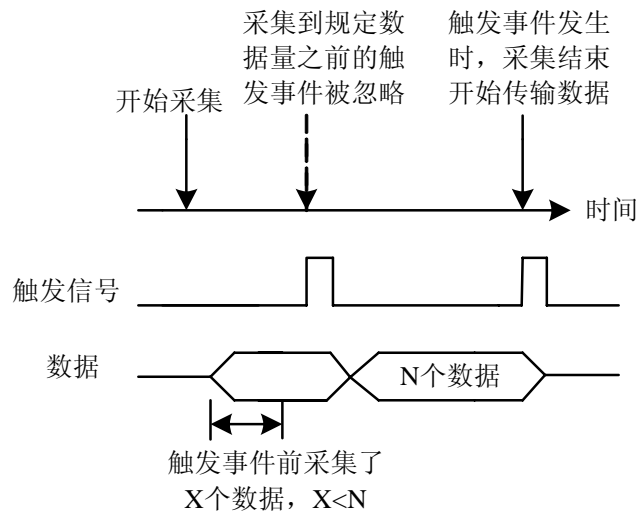 开始采集
采集到规定数
据量之前的触
发事件被忽略
触发事件发生
时，采集结束
开始传输数据
时间
触发信号
数据
N个数据
触发事件前采集了
X个数据，X<N